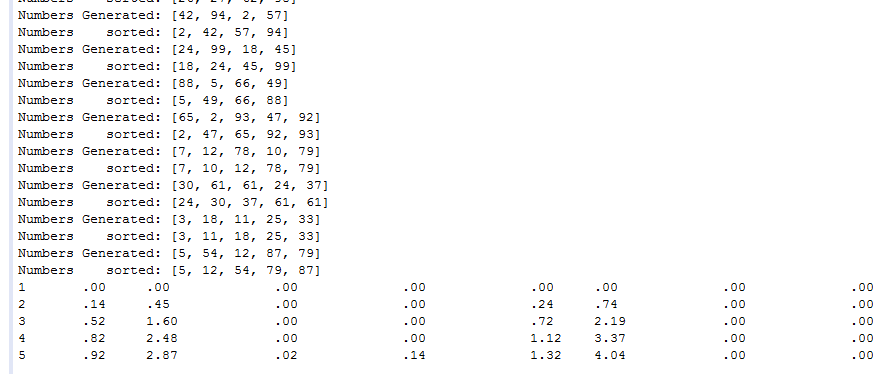 Numbers Generated: [42, 94, 2, 57]
Numbers    sorted: [2, 42, 57, 94]
Numbers Generated: [24, 99, 18, 45]
Numbers    sorted: [18, 24, 45, 99]
Numbers Generated: [88, 5, 66, 49]
Numbers    sorted: [5, 49, 66, 88]
Numbers Generated: [65, 2, 93, 47, 92]
Numbers    sorted: [2, 47, 65, 92, 93]
Numbers Generated: [7, 12, 78, 10, 79]
Numbers    sorted: [7, 10, 12, 78, 79]
Numbers Generated: [30, 61, 61, 24, 37]
Numbers    sorted: [24, 30, 37, 61, 61]
Numbers Generated: [3, 18, 11, 25, 33]
Numbers    sorted: [3, 11, 18, 25, 33]
Numbers Generated: [5, 54, 12, 87, 79]
Numbers    sorted: [5, 12, 54, 79, 87]
1 .00 .00 .00 .00 .00 .00 .00 .00
2 .14 .45 .00 .00 .24 .74 .00 .00
3 .52 1.60 .00 .00 .72 2.19 .00 .00
4 .82 2.48 .00 .00 1.12 3.37 .00 .00
5 .92 2.87 .02 .14 1.32 4.04 .00 .00